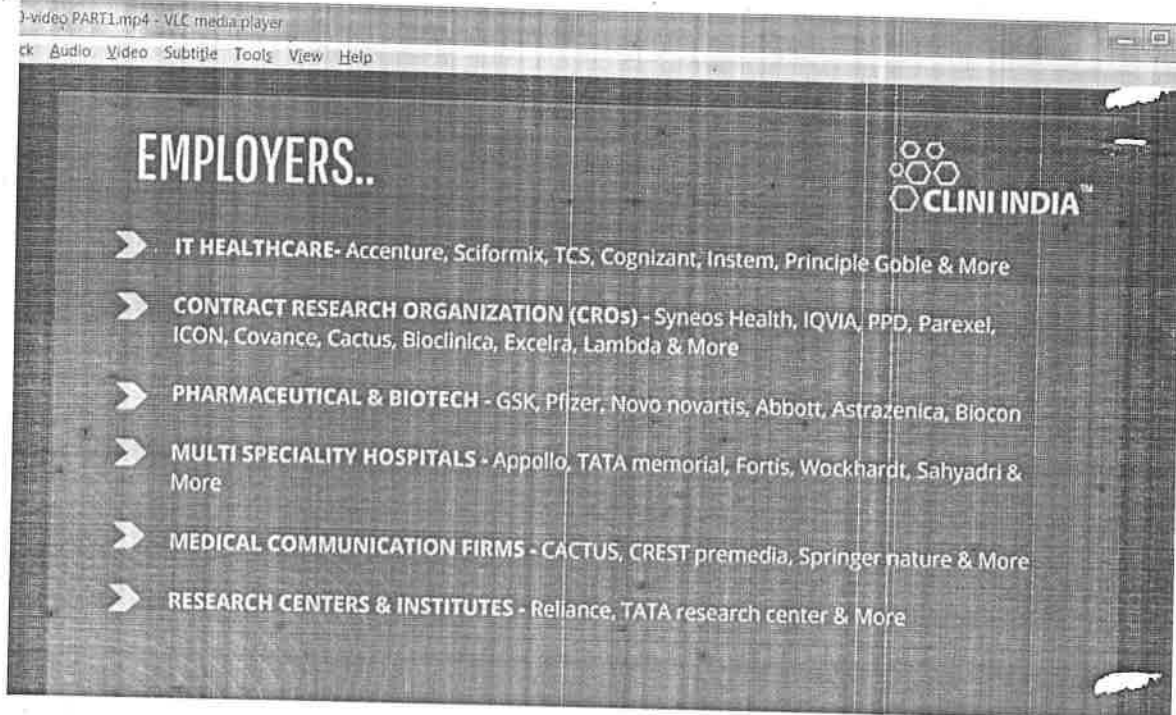 0-video PART1.mp4 - VLC media player
ck Audio Video Subtitle Tools View Help
EMPLOYERS..
CLINI INDIA™
IT HEALTHCARE- Accenture, Sciformix, TCS, Cognizant, Instem, Principle Goble & More
CONTRACT RESEARCH ORGANIZATION (CROs) - Syneos Health, IQVIA, PPD, Parexel,
ICON, Covance, Cactus, Bioclinica, Excelra, Lambda & More
PHARMACEUTICAL & BIOTECH - GSK, Pfizer, Novo novartis, Abbott, Astrazenica, Biocon
MULTI SPECIALITY HOSPITALS - Appollo, TATA memorial, Fortis, Wockhardt, Sahyadri &
More
MEDICAL COMMUNICATION FIRMS - CACTUS, CREST premedia, Springer nature & More
RESEARCH CENTERS & INSTITUTES - Reliance, TATA research center & More